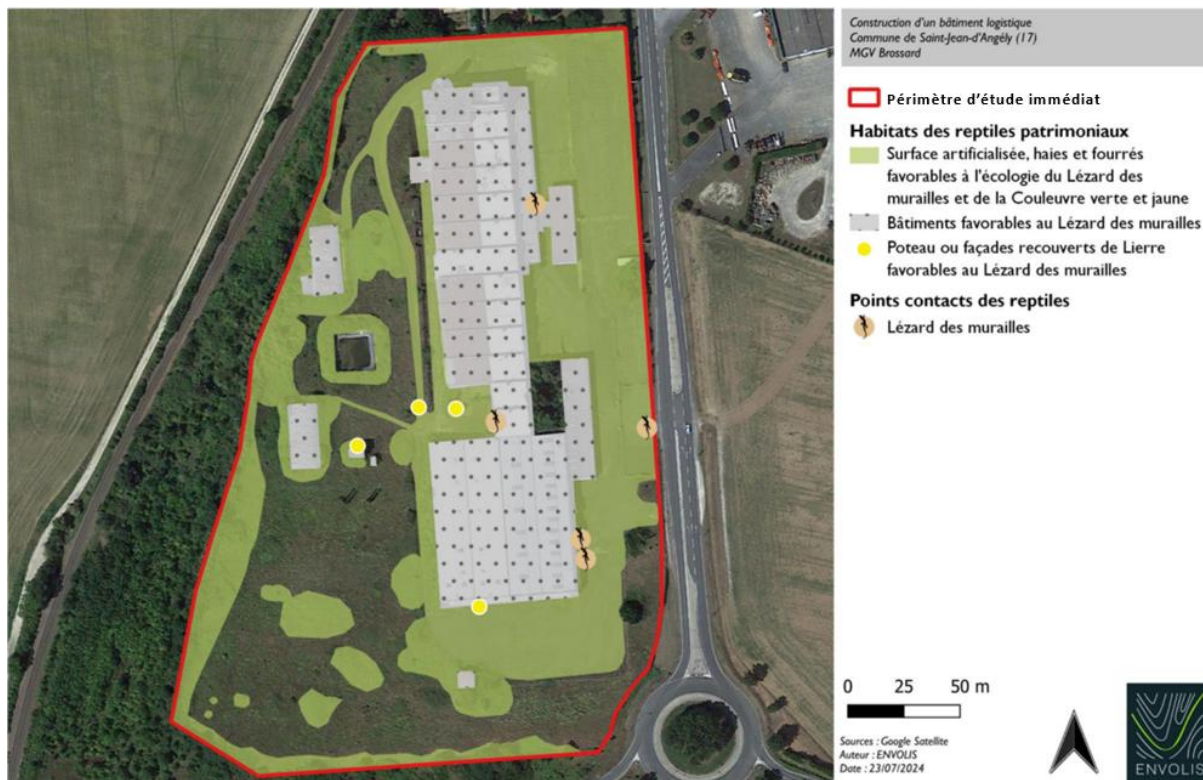 Construction d'un bâtiment logistique
Commune de Saint-Jean-d'Angély (17)
MGV Brossard
Périmètre d'étude immédiat
Habitats des reptiles patrimoniaux
Surface artificialisée, haies et fourrés
favorables à l'écologie du Lézard des
murailles et de la Couleuvre verte et jaune
Bâtiments favorables au Lézard des murailles
Poteau ou façades recouverts de Lierre
favorables au Lézard des murailles
Points contacts des reptiles
Lézard des murailles
0 25 50 m
Sources : Google Satellite
Auteur : ENVOLIS
Date : 23/07/2024
ENVOLIS